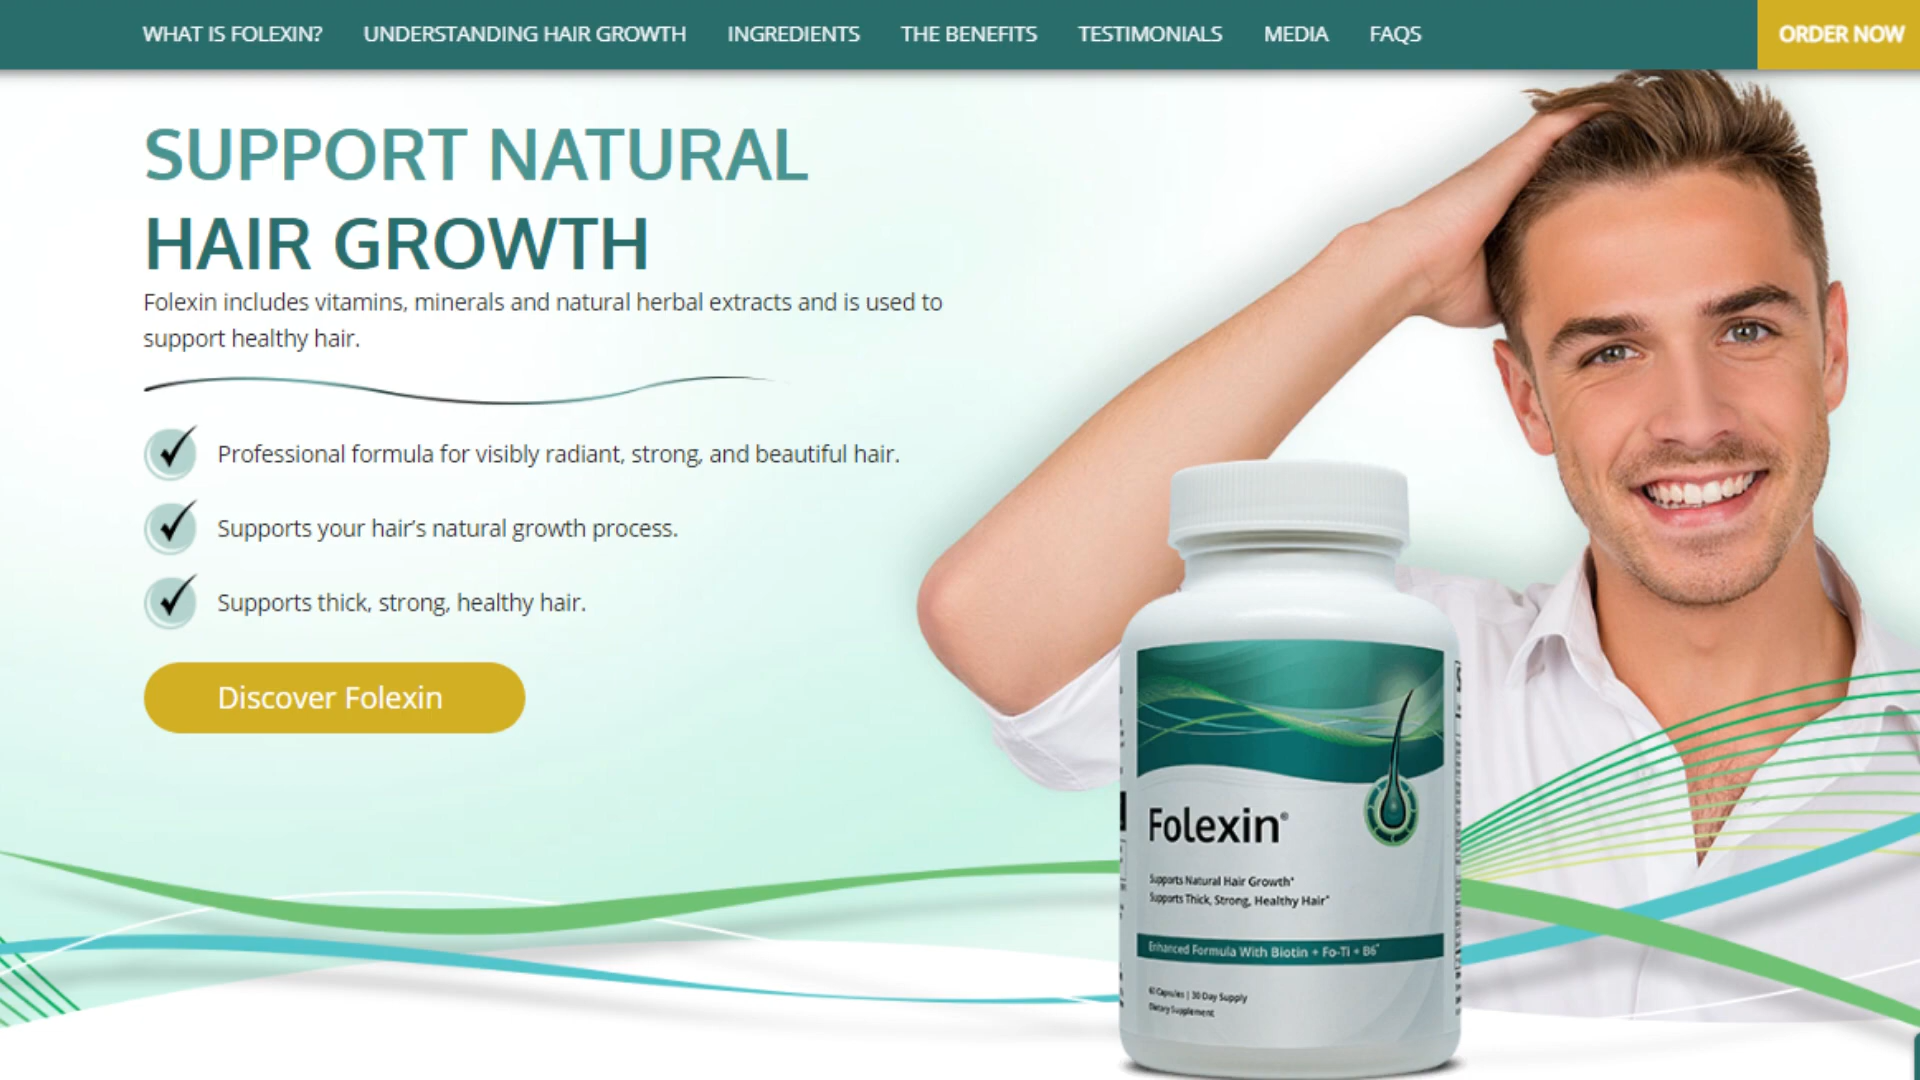 WHAT IS FOLEXIN? UNDERSTANDING HAIR GROWTH INGREDIENTS THE BENEFITS TESTIMONIALS MEDIA FAQS ORDER NOW
SUPPORT NATURAL
HAIR GROWTH
Folexin includes vitamins, minerals and natural herbal extracts and is used to
support healthy hair.
Professional formula for visibly radiant, strong, and beautiful hair.
Supports your hair's natural growth process.
Supports thick, strong, healthy hair.
Discover Folexin
Folexin®
Supports Natural Hair Growth*
Supports Thick, Strong, Healthy Hair*
Enhanced Formula With Biotin + Fo-Ti + B6*
60 Capsules | 30 Day Supply
Dietary Supplement